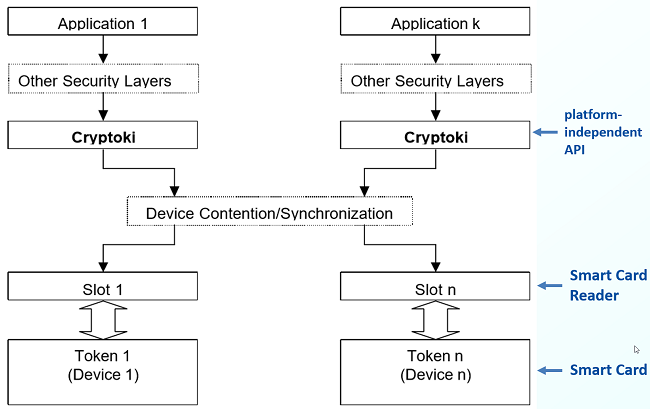 Application 1
Application k
Other Security Layers
Other Security Layers
Cryptoki
Cryptoki
platform-
independent
API
Device Contention/Synchronization
Slot 1
Slot n
Smart Card
Reader
Token 1
(Device 1)
Token n
(Device n)
Smart Card